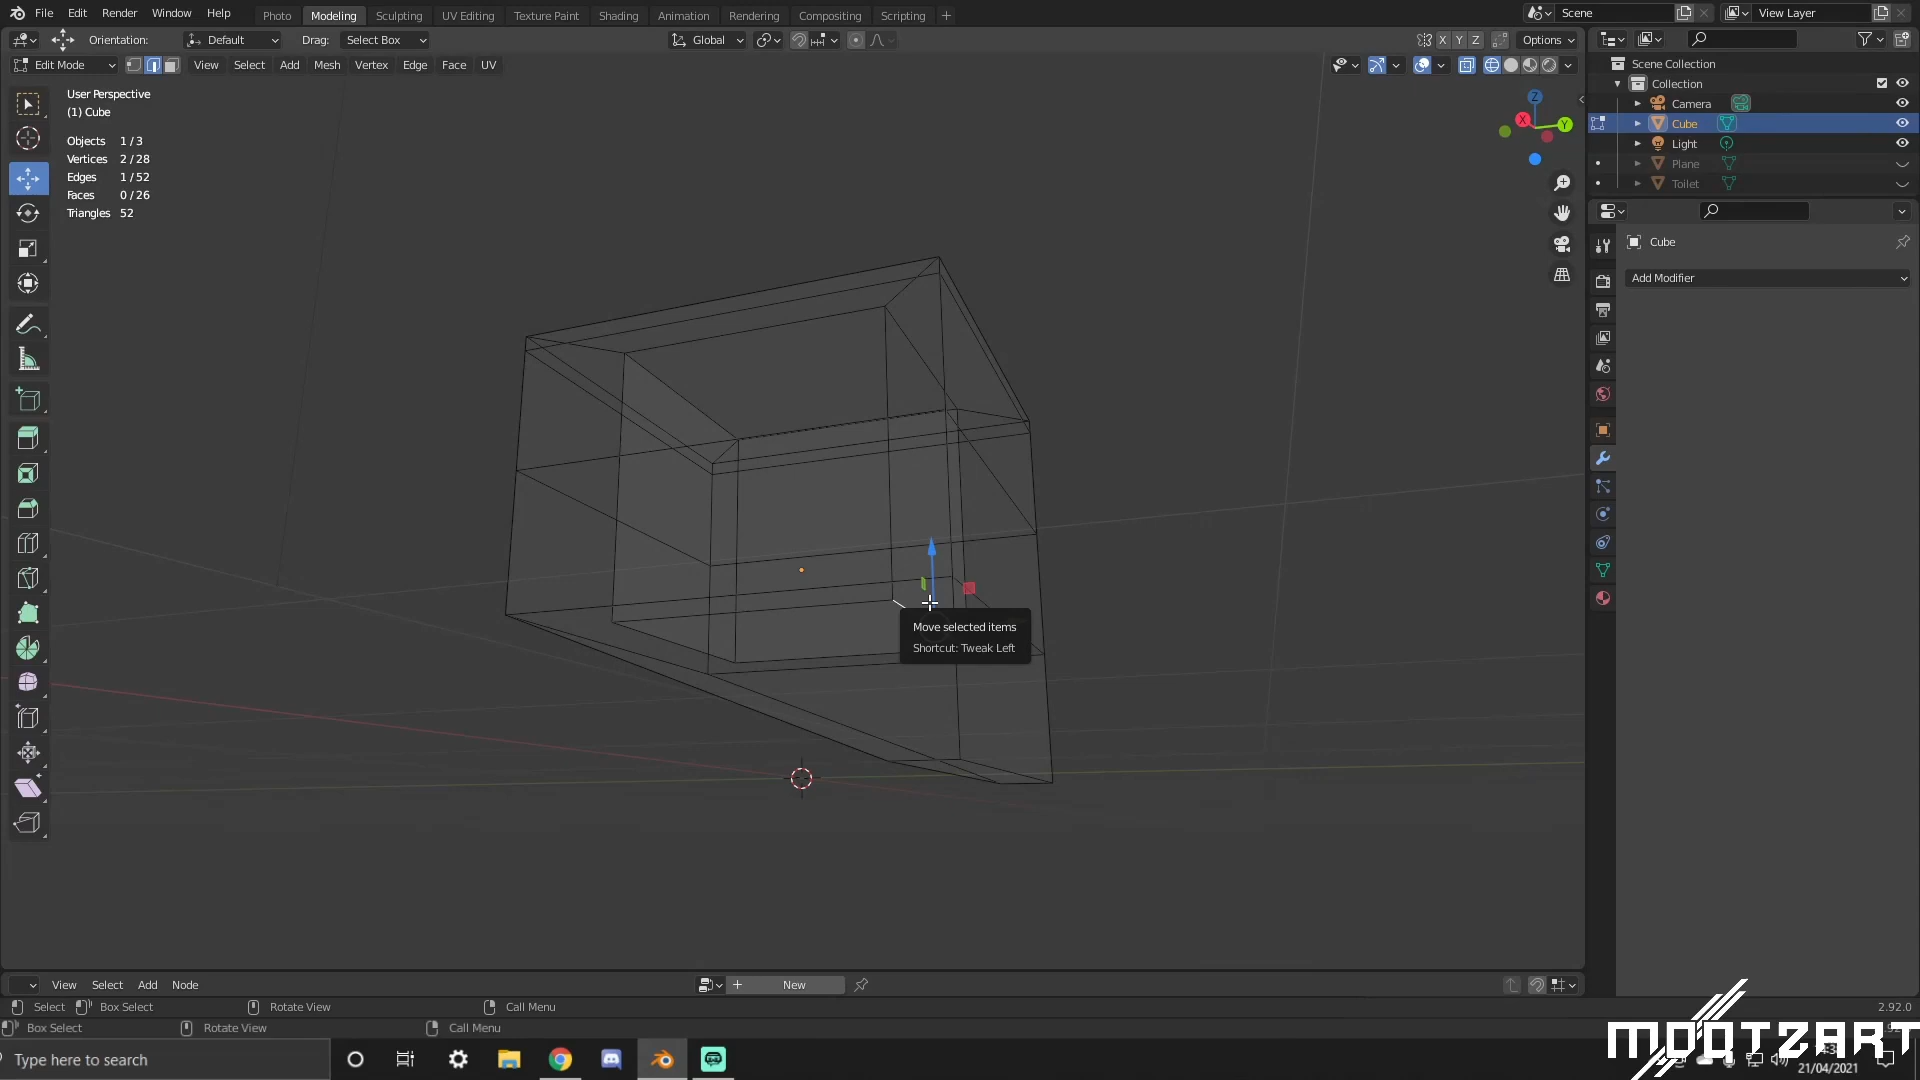 File Edit Render Window Help Photo Modeling Sculpting UV Editing Texture Paint Shading Animation Rendering Compositing Scripting + Scene View Layer
Orientation: Default Drag: Select Box Global X Y Z Options
Edit Mode View Select Add Mesh Vertex Edge Face UV
User Perspective
(1) Cube
Objects 1 / 3
Vertices 2 / 28
Edges 1 / 52
Faces 0 / 26
Triangles 52
Z
X
Y
Scene Collection
Collection
Camera
Cube
Light
Plane
Toilet
Cube
Add Modifier
Move selected items
Shortcut: Tweak Left
View Select Add Node + New
Select Box Select Rotate View Call Menu 2.92.0
Box Select Rotate View Call Menu
MOOTZART
Type here to search
21/04/2021